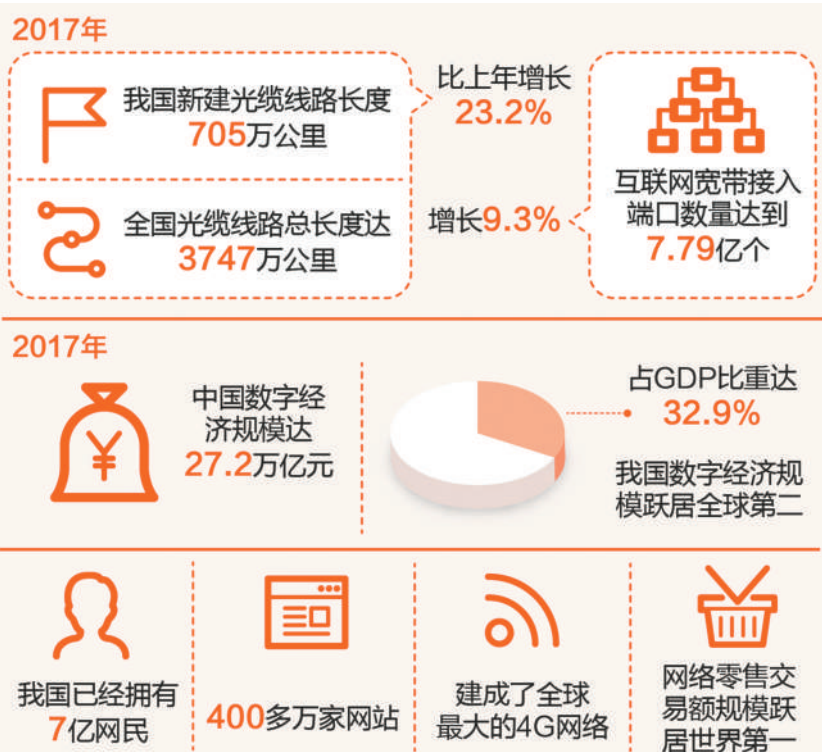 2017年
我国新建光缆线路长度
705万公里
比上年增长
23.2%
全国光缆线路总长度达
3747万公里
互联网宽带接入
端口数量达到
7.79亿个
增长9.3%
2017年
中国数字经
济规模达
27.2万亿元
¥
占GDP比重达
32.9%
我国数字经济规
模跃居全球第二
我国已经拥有
7亿网民
400多万家网站
建成了全球
最大的4G网络
网络零售交
易额规模跃
居世界第一